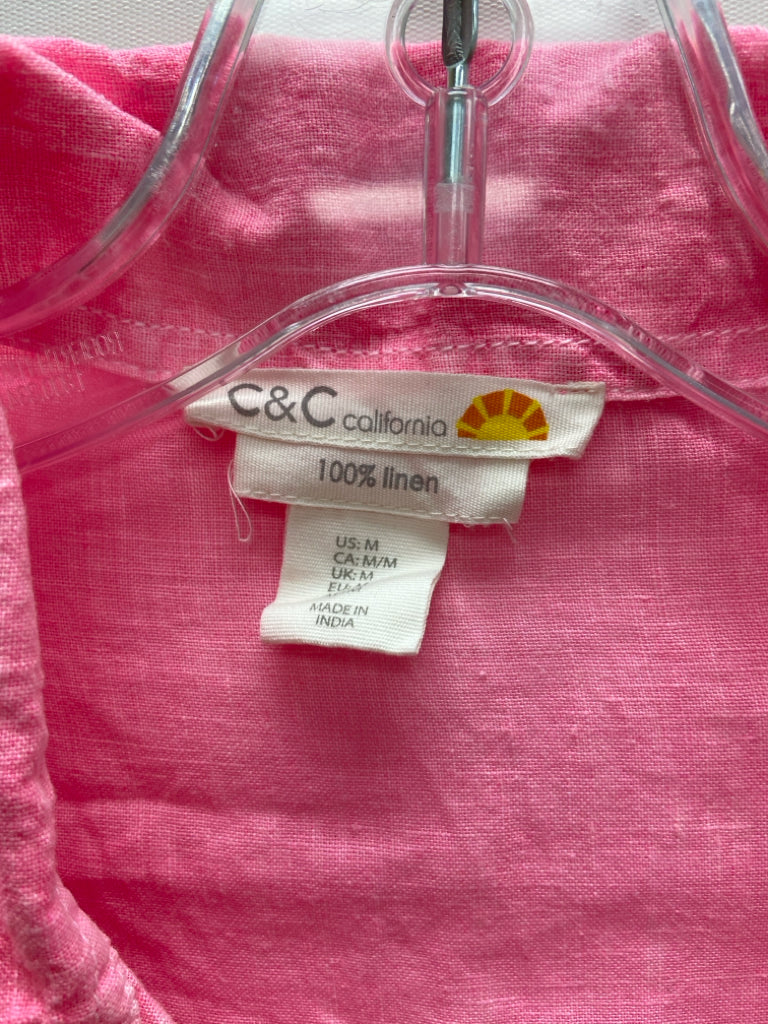 C&C california
100% linen
US: M
CA: M/M
UK: M
MADE IN
INDIA